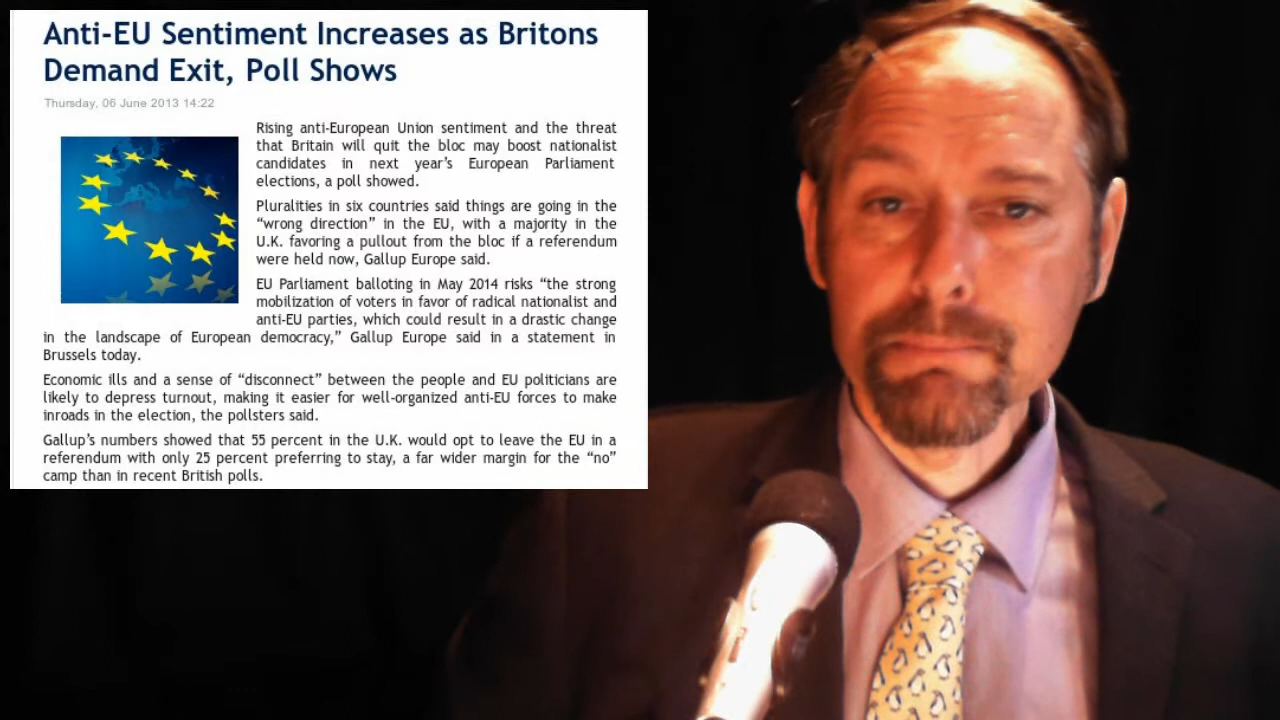 Anti-EU Sentiment Increases as Britons
Demand Exit, Poll Shows
Thursday, 06 June 2013 14:22
Rising anti-European Union sentiment and the threat
that Britain will quit the bloc may boost nationalist
candidates in next year's European Parliament
elections, a poll showed.
Pluralities in six countries said things are going in the
“wrong direction” in the EU, with a majority in the
U.K. favoring a pullout from the bloc if a referendum
were held now, Gallup Europe said.
EU Parliament balloting in May 2014 risks “the strong
mobilization of voters in favor of radical nationalist and
anti-EU parties, which could result in a drastic change
in the landscape of European democracy,” Gallup Europe said in a statement in
Brussels today.
Economic ills and a sense of “disconnect” between the people and EU politicians are
likely to depress turnout, making it easier for well-organized anti-EU forces to make
inroads in the election, the pollsters said.
Gallup's numbers showed that 55 percent in the U.K. would opt to leave the EU in a
referendum with only 25 percent preferring to stay, a far wider margin for the “no”
camp than in recent British polls.